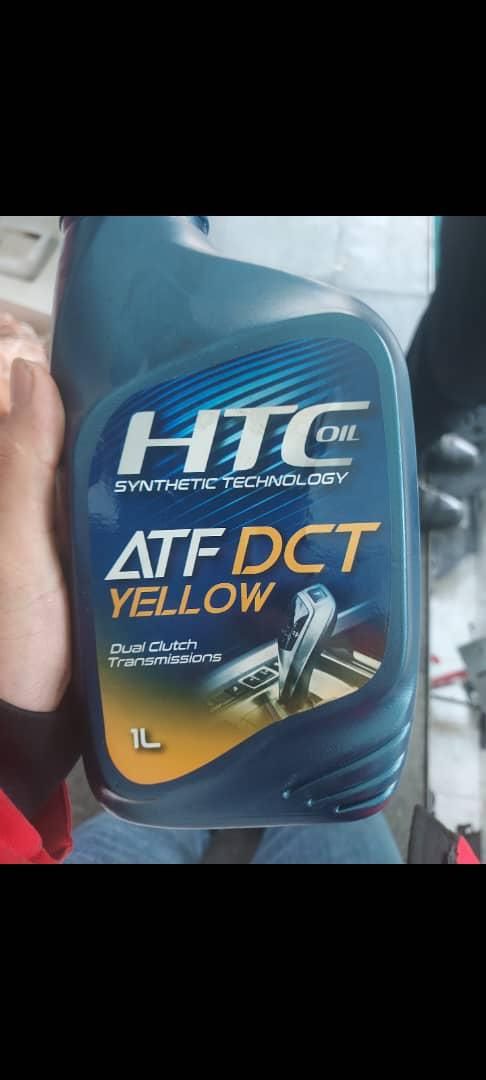 HTC OIL
SYNTHETIC TECHNOLOGY
ATF DCT
YELLOW
Dual Clutch
Transmissions
1L